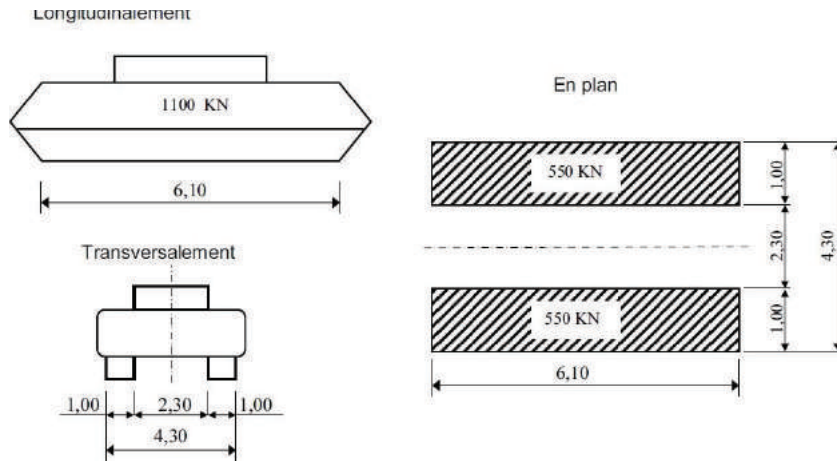 Longitudinalement
1100 KN
6,10
Transversalement
1,00 2,30 1,00
4,30
En plan
550 KN
1,00
2,30
4,30
550 KN
1,00
6,10